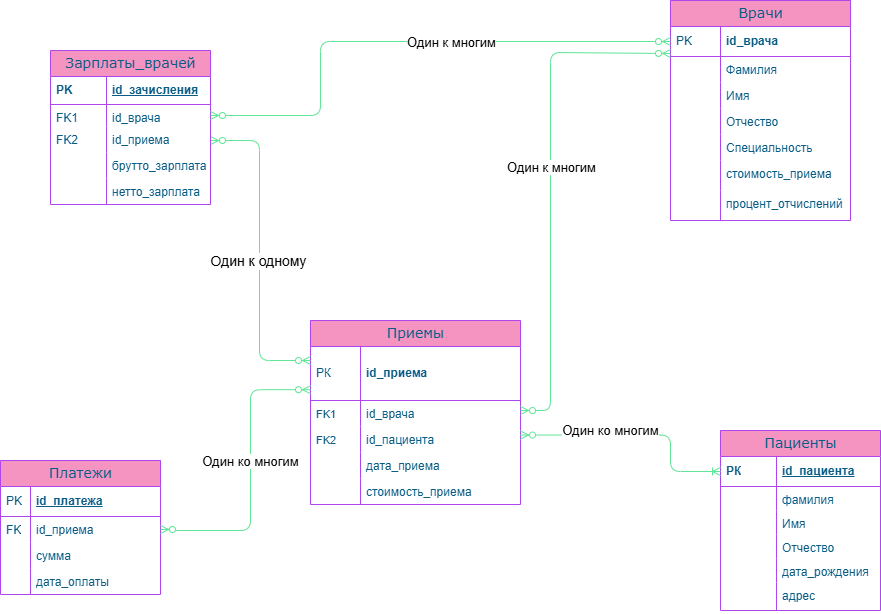 Врачи
PK id_врача
Фамилия
Имя
Отчество
Специальность
стоимость_приема
процент_отчислений
Один к многим
Зарплаты_врачей
PK id_зачисления
FK1 id_врача
FK2 id_приема
брутто_зарплата
нетто_зарплата
Один к многим
Один к одному
Приемы
PK id_приема
FK1 id_врача
FK2 id_пациента
дата_приема
стоимость_приема
Один ко многим
Пациенты
PK id_пациента
фамилия
Имя
Отчество
дата_рождения
адрес
Один ко многим
Платежи
PK id_платежа
FK id_приема
сумма
дата_оплаты